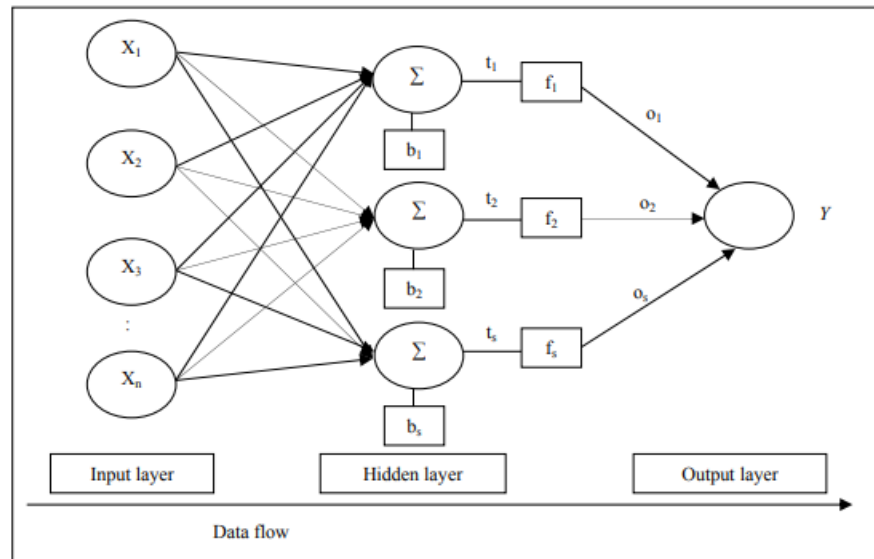 X₁
X₂
X₃
:
Xₙ
Σ
b₁
Σ
b₂
Σ
bₛ
t₁
f₁
t₂
f₂
tₛ
fₛ
o₁
o₂
oₛ
Y
Input layer
Hidden layer
Output layer
Data flow